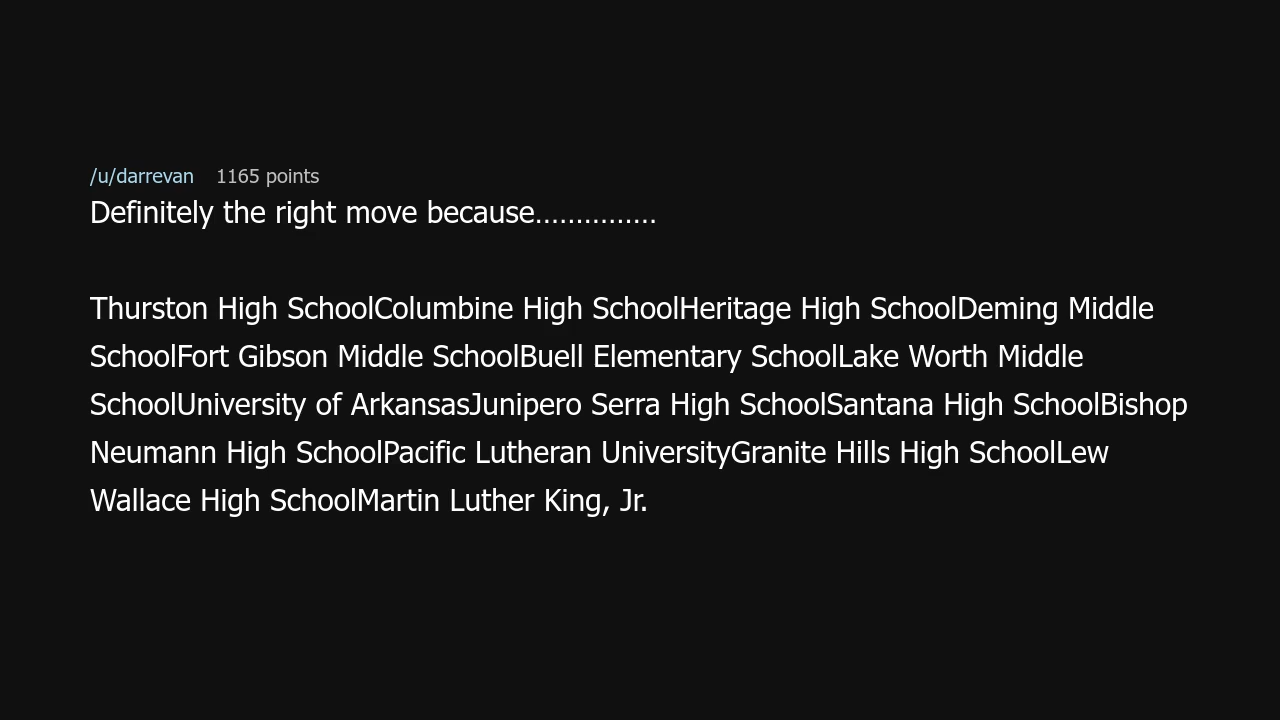 /u/darrevan 1165 points
Definitely the right move because...............
Thurston High SchoolColumbine High SchoolHeritage High SchoolDeming Middle
SchoolFort Gibson Middle SchoolBuell Elementary SchoolLake Worth Middle
SchoolUniversity of ArkansasJunipero Serra High SchoolSantana High SchoolBishop
Neumann High SchoolPacific Lutheran UniversityGranite Hills High SchoolLew
Wallace High SchoolMartin Luther King, Jr.